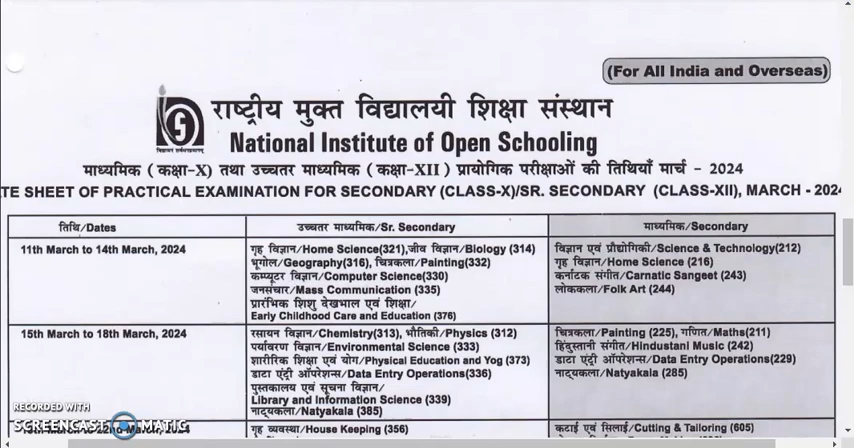 (For All India and Overseas)
राष्ट्रीय मुक्त विद्यालयी शिक्षा संस्थान
National Institute of Open Schooling
माध्यमिक ( कक्षा-X ) तथा उच्चतर माध्यमिक ( कक्षा-XII ) प्रायोगिक परीक्षाओं की तिथियाँ मार्च - 2024
TE SHEET OF PRACTICAL EXAMINATION FOR SECONDARY (CLASS-X)/SR. SECONDARY (CLASS-XII), MARCH - 2024
तिथि/Dates
उच्चतर माध्यमिक/Sr. Secondary
माध्यमिक/Secondary
11th March to 14th March, 2024
गृह विज्ञान/Home Science(321),जीव विज्ञान/Biology (314)
भूगोल/Geography(316), चित्रकला/Painting(332)
कम्प्यूटर विज्ञान/Computer Science(330)
जनसंचार/Mass Communication (335)
प्रारंभिक शिशु देखभाल एवं शिक्षा/
Early Childhood Care and Education (376)
विज्ञान एवं प्रौद्योगिकी/Science & Technology(212)
गृह विज्ञान/Home Science (216)
कर्नाटक संगीत/Carnatic Sangeet (243)
लोककला/Folk Art (244)
15th March to 18th March, 2024
रसायन विज्ञान/Chemistry(313), भौतिकी/Physics (312)
पर्यावरण विज्ञान/Environmental Science (333)
शारीरिक शिक्षा एवं योग/Physical Education and Yog (373)
डाटा एंट्री ऑपरेशन्स/Data Entry Operations(336)
पुस्तकालय एवं सूचना विज्ञान/
Library and Information Science (339)
नाट्यकला/Natyakala (385)
चित्रकला/Painting (225), गणित/Maths(211)
हिंदुस्तानी संगीत/Hindustani Music (242)
डाटा एंट्री ऑपरेशन्स/Data Entry Operations(229)
नाट्यकला/Natyakala (285)
March, 2024
गृह व्यवस्था/House Keeping (356)
कटाई एवं सिलाई/Cutting & Tailoring (605)
RECORDED WITH
SCREENCAST-O-MATIC